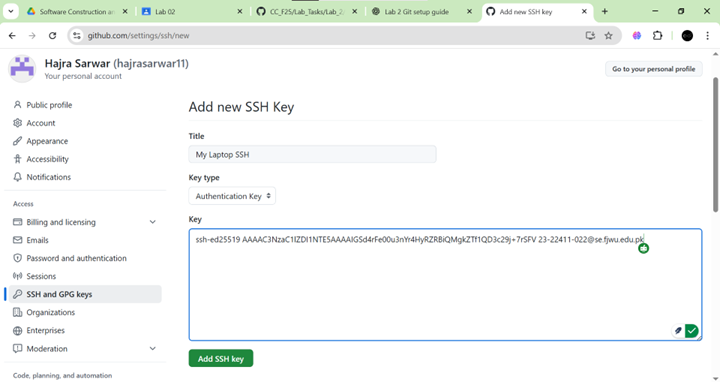 Software Construction an
Lab 02
CC_F25/Lab_Tasks/Lab_2
Lab 2 Git setup guide
Add new SSH key
github.com/settings/ssh/new
Hajra Sarwar (hajrasarwar11)
Your personal account
Go to your personal profile
Public profile
Account
Appearance
Accessibility
Notifications
Access
Billing and licensing
Emails
Password and authentication
Sessions
SSH and GPG keys
Organizations
Enterprises
Moderation
Code, planning, and automation
Add new SSH Key
Title
My Laptop SSH
Key type
Authentication Key
Key
ssh-ed25519 AAAAC3NzaC1lZDI1NTE5AAAAIGSd4rFe00u3nYr4HyRZRBiQMgkZTf1QD3c29j+7rSFV 23-22411-022@se.fjwu.edu.pk
Add SSH key